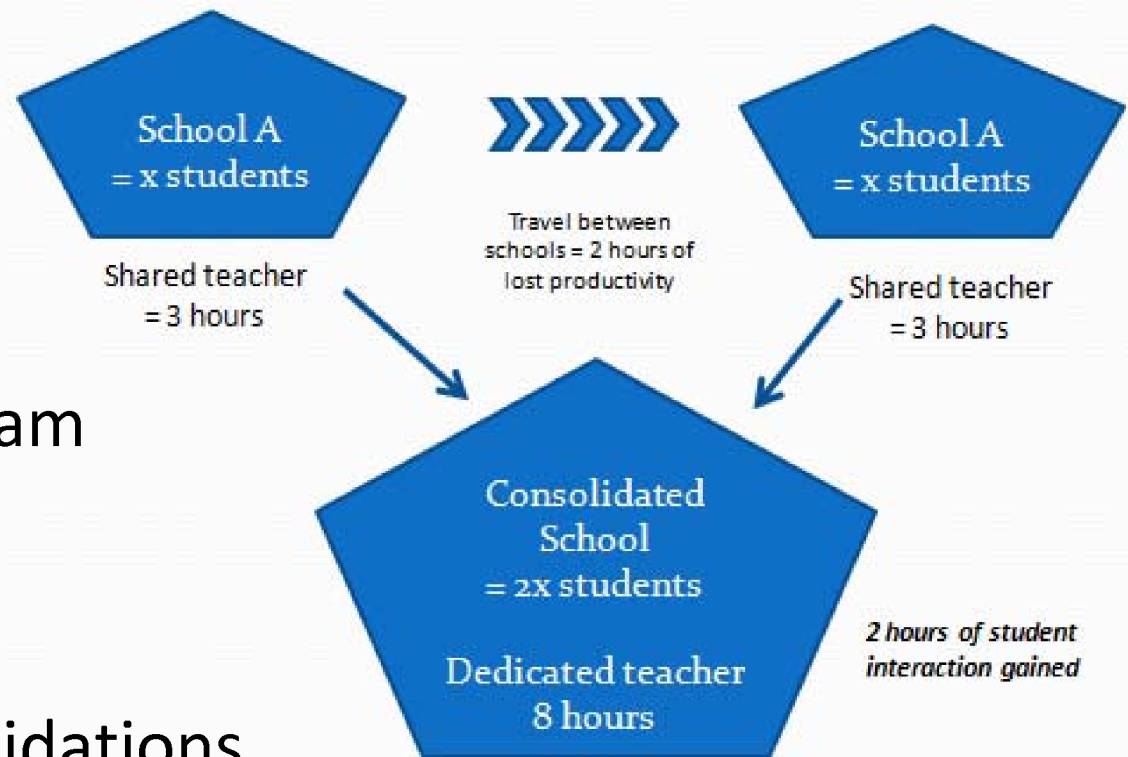 School A
= x students
Travel between
schools = 2 hours of
lost productivity
School A
= x students
Shared teacher
= 3 hours
Shared teacher
= 3 hours
am
Consolidated
School
= 2x students
Dedicated teacher
8 hours
2 hours of student
interaction gained
idations